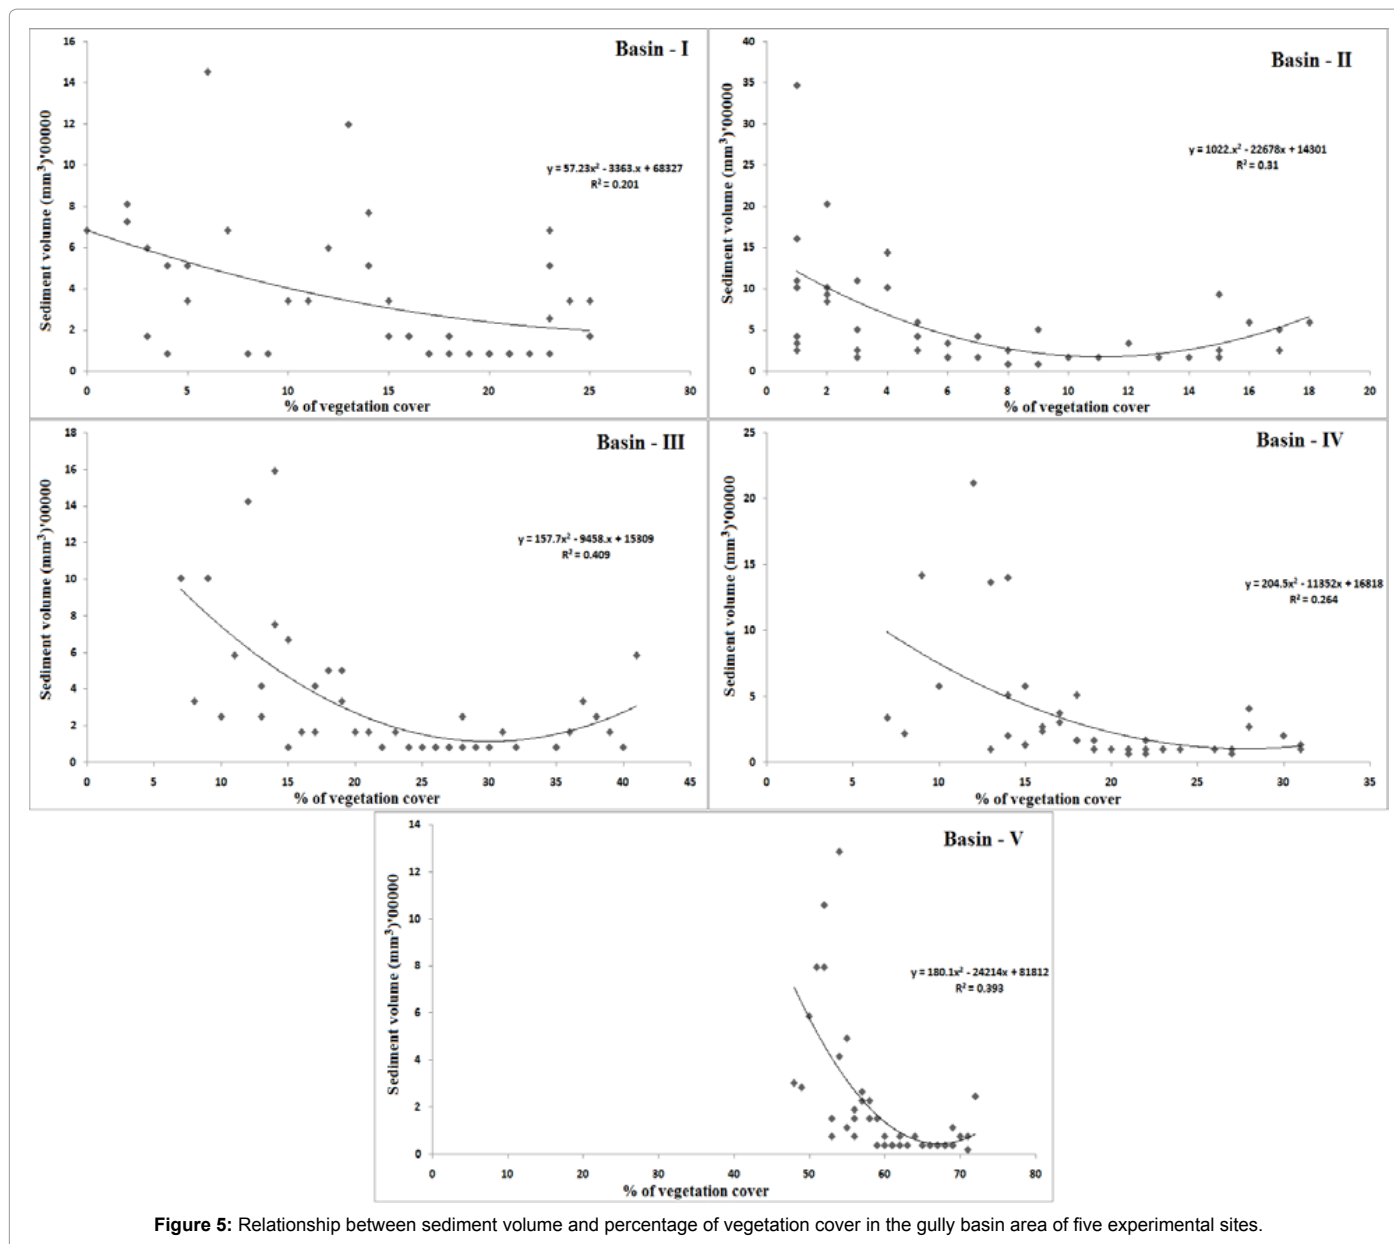 Basin - I
Sediment volume (mm³)'00000
16
14
12
10
8
6
4
2
0
y = 57.23x² - 3363.x + 68327
R² = 0.201
0 5 10 15 20 25 30
% of vegetation cover
Basin - II
Sediment volume (mm³)'00000
40
35
30
25
20
15
10
5
0
y = 1022.x² - 22678x + 14301
R² = 0.31
0 2 4 6 8 10 12 14 16 18 20
% of vegetation cover
Basin - III
Sediment volume (mm³)'00000
18
16
14
12
10
8
6
4
2
0
y = 157.7x² - 9458.x + 15309
R² = 0.409
0 5 10 15 20 25 30 35 40 45
% of vegetation cover
Basin - IV
Sediment volume (mm³)'00000
25
20
15
10
5
0
y = 204.5x² - 11352x + 16818
R² = 0.264
0 5 10 15 20 25 30 35
% of vegetation cover
Basin - V
Sediment volume (mm³)'00000
14
12
10
8
6
4
2
0
y = 180.1x² - 24214x + 81812
R² = 0.393
0 10 20 30 40 50 60 70 80
% of vegetation cover
Figure 5: Relationship between sediment volume and percentage of vegetation cover in the gully basin area of five experimental sites.